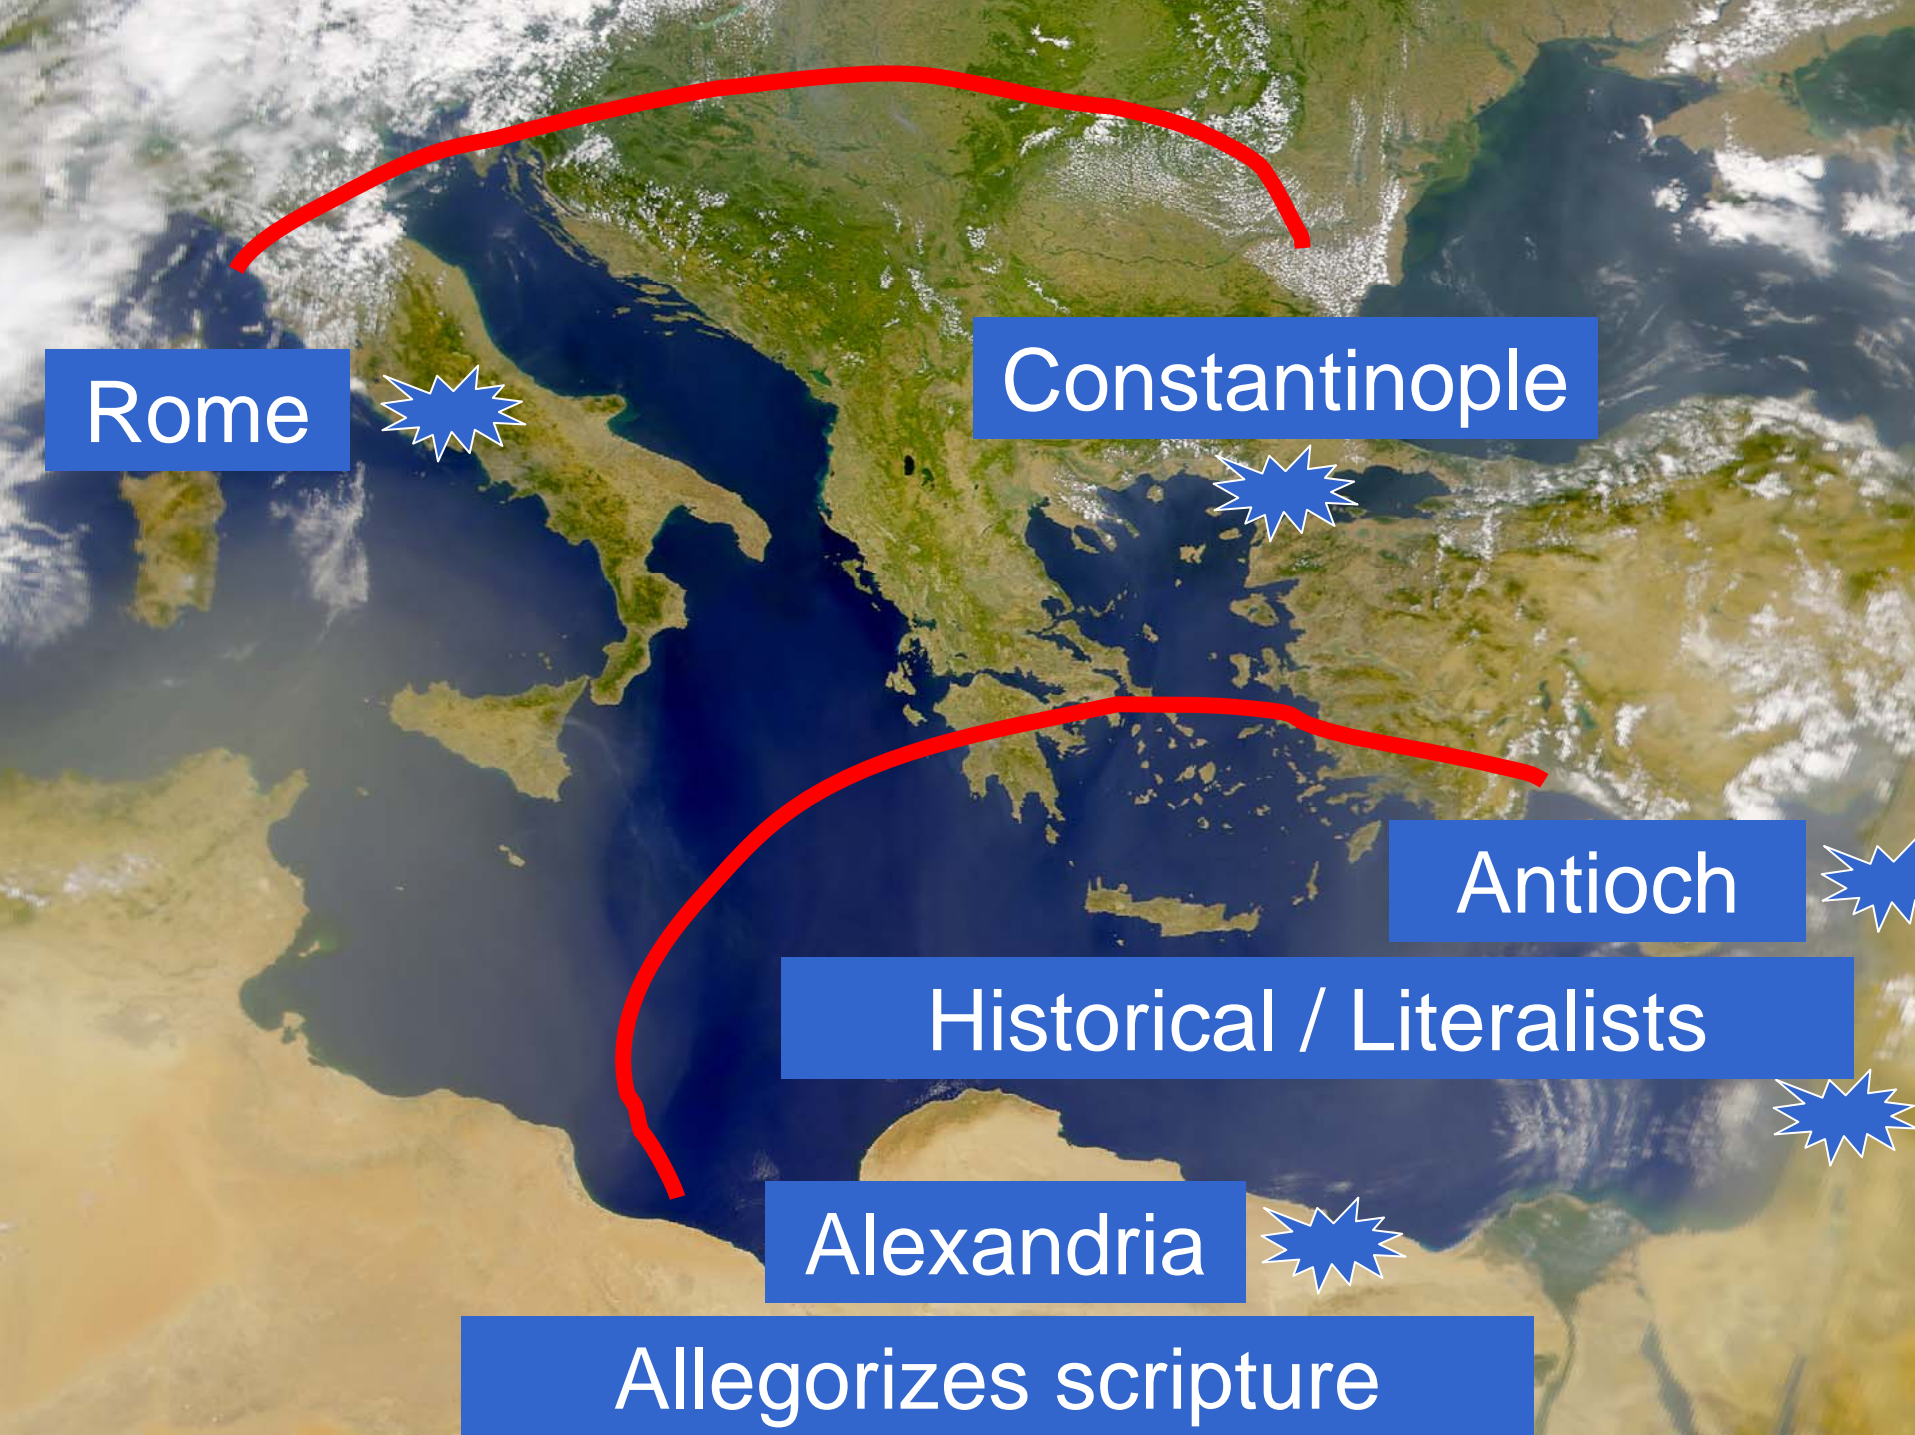 Rome
Constantinople
Antioch
Historical / Literalists
Alexandria
Allegorizes scripture